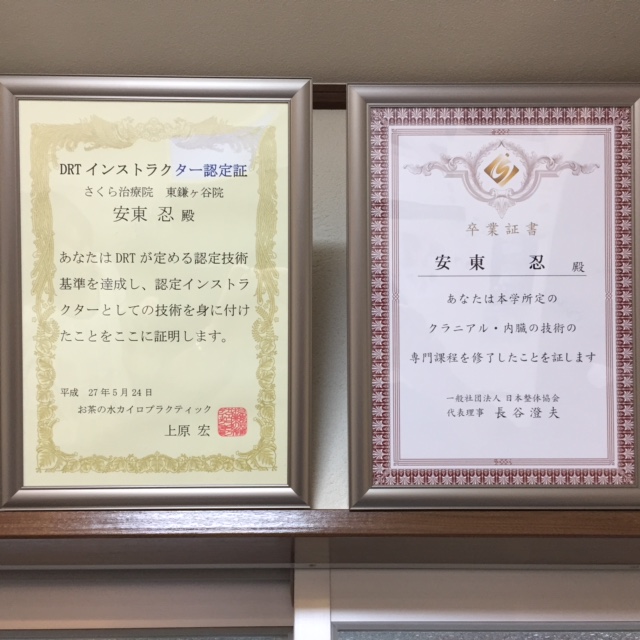 DRTインストラクター認定証
さくら治療院 東鎌ヶ谷院
安東 忍 殿
あなたはDRTが定める認定技術
基準を達成し、認定インストラ
クターとしての技術を身に付け
たことをここに証明します。
平成 27年5月24日
お茶の水カイロプラクティック
上原 宏
卒業証書
安東 忍 殿
あなたは本学所定の
クラニアル・内臓の技術の
専門課程を修了したことを証します
一般社団法人 日本整体協会
代表理事 長谷澄夫